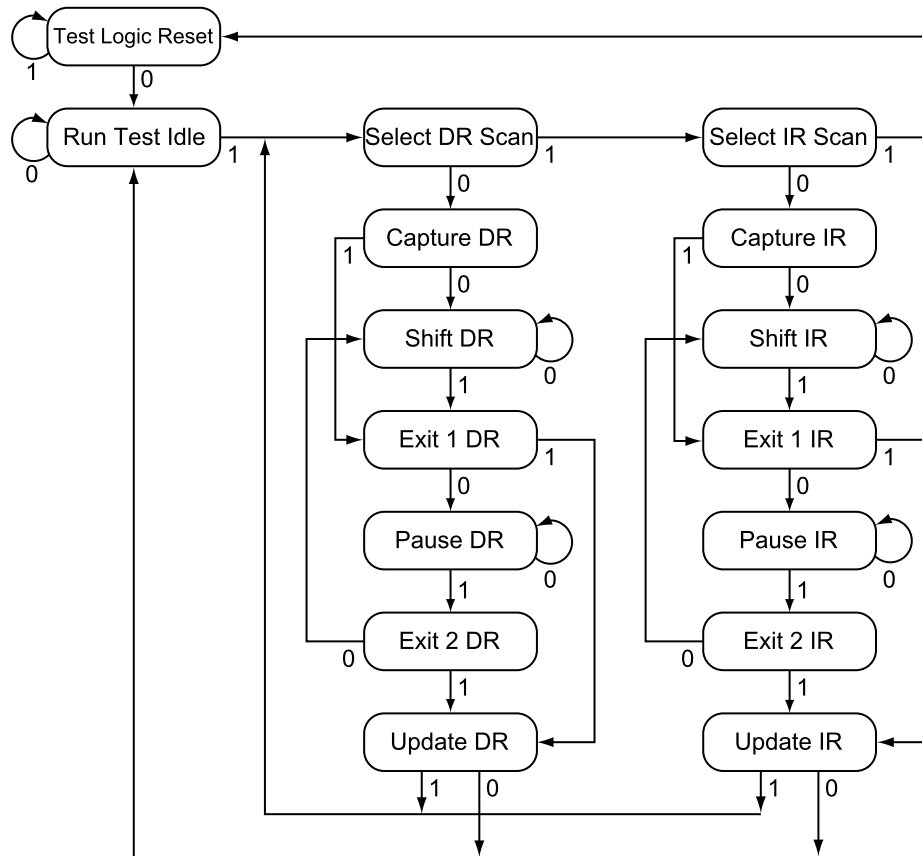 Test Logic Reset
1
0
Run Test Idle
0
1
Select DR Scan
1
0
Select IR Scan
1
0
Capture DR
1
0
Capture IR
1
0
Shift DR
0
1
Shift IR
0
1
Exit 1 DR
1
0
Exit 1 IR
1
0
Pause DR
0
1
Pause IR
0
1
Exit 2 DR
0
1
Exit 2 IR
0
1
Update DR
1
0
Update IR
1
0